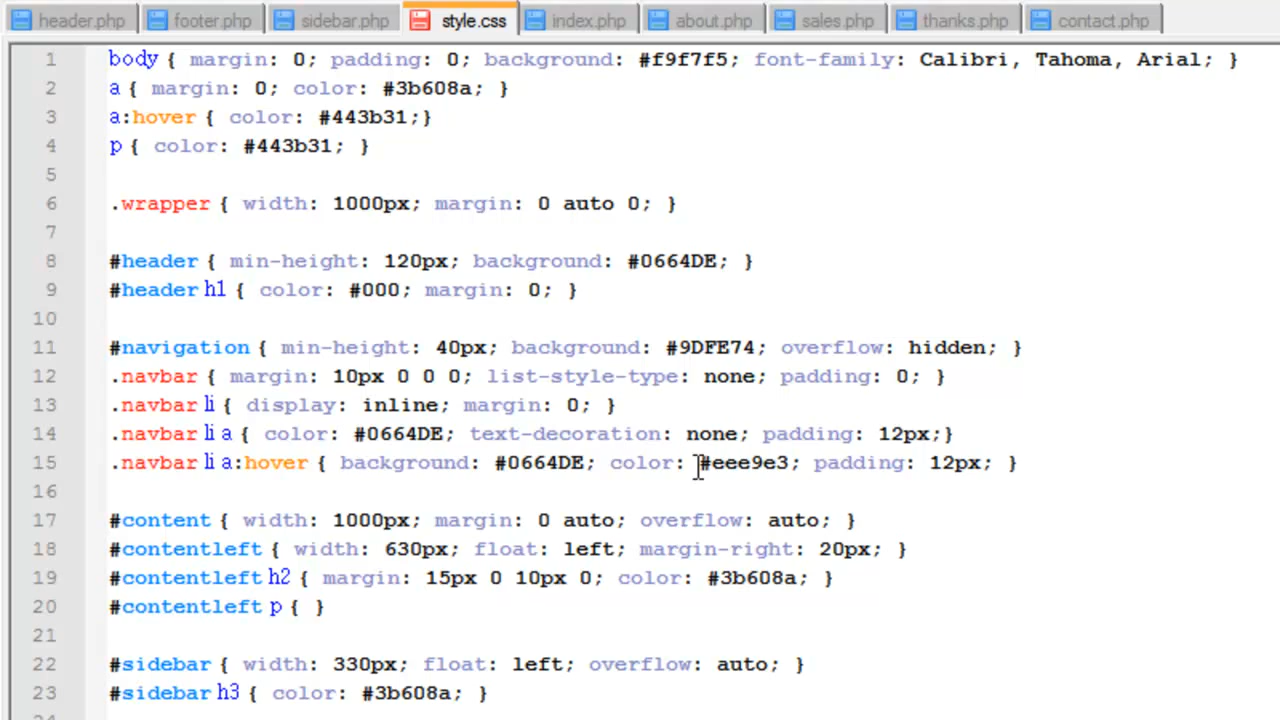 header.php footer.php sidebar.php style.css index.php about.php sales.php thanks.php contact.php
1 body { margin: 0; padding: 0; background: #f9f7f5; font-family: Calibri, Tahoma, Arial; }
2 a { margin: 0; color: #3b608a; }
3 a:hover { color: #443b31;}
4 p { color: #443b31; }
5
6 .wrapper { width: 1000px; margin: 0 auto 0; }
7
8 #header { min-height: 120px; background: #0664DE; }
9 #header h1 { color: #000; margin: 0; }
10
11 #navigation { min-height: 40px; background: #9DFE74; overflow: hidden; }
12 .navbar { margin: 10px 0 0 0; list-style-type: none; padding: 0; }
13 .navbar li { display: inline; margin: 0; }
14 .navbar li a { color: #0664DE; text-decoration: none; padding: 12px;}
15 .navbar li a:hover { background: #0664DE; color: #eee9e3; padding: 12px; }
16
17 #content { width: 1000px; margin: 0 auto; overflow: auto; }
18 #contentleft { width: 630px; float: left; margin-right: 20px; }
19 #contentleft h2 { margin: 15px 0 10px 0; color: #3b608a; }
20 #contentleft p { }
21
22 #sidebar { width: 330px; float: left; overflow: auto; }
23 #sidebar h3 { color: #3b608a; }